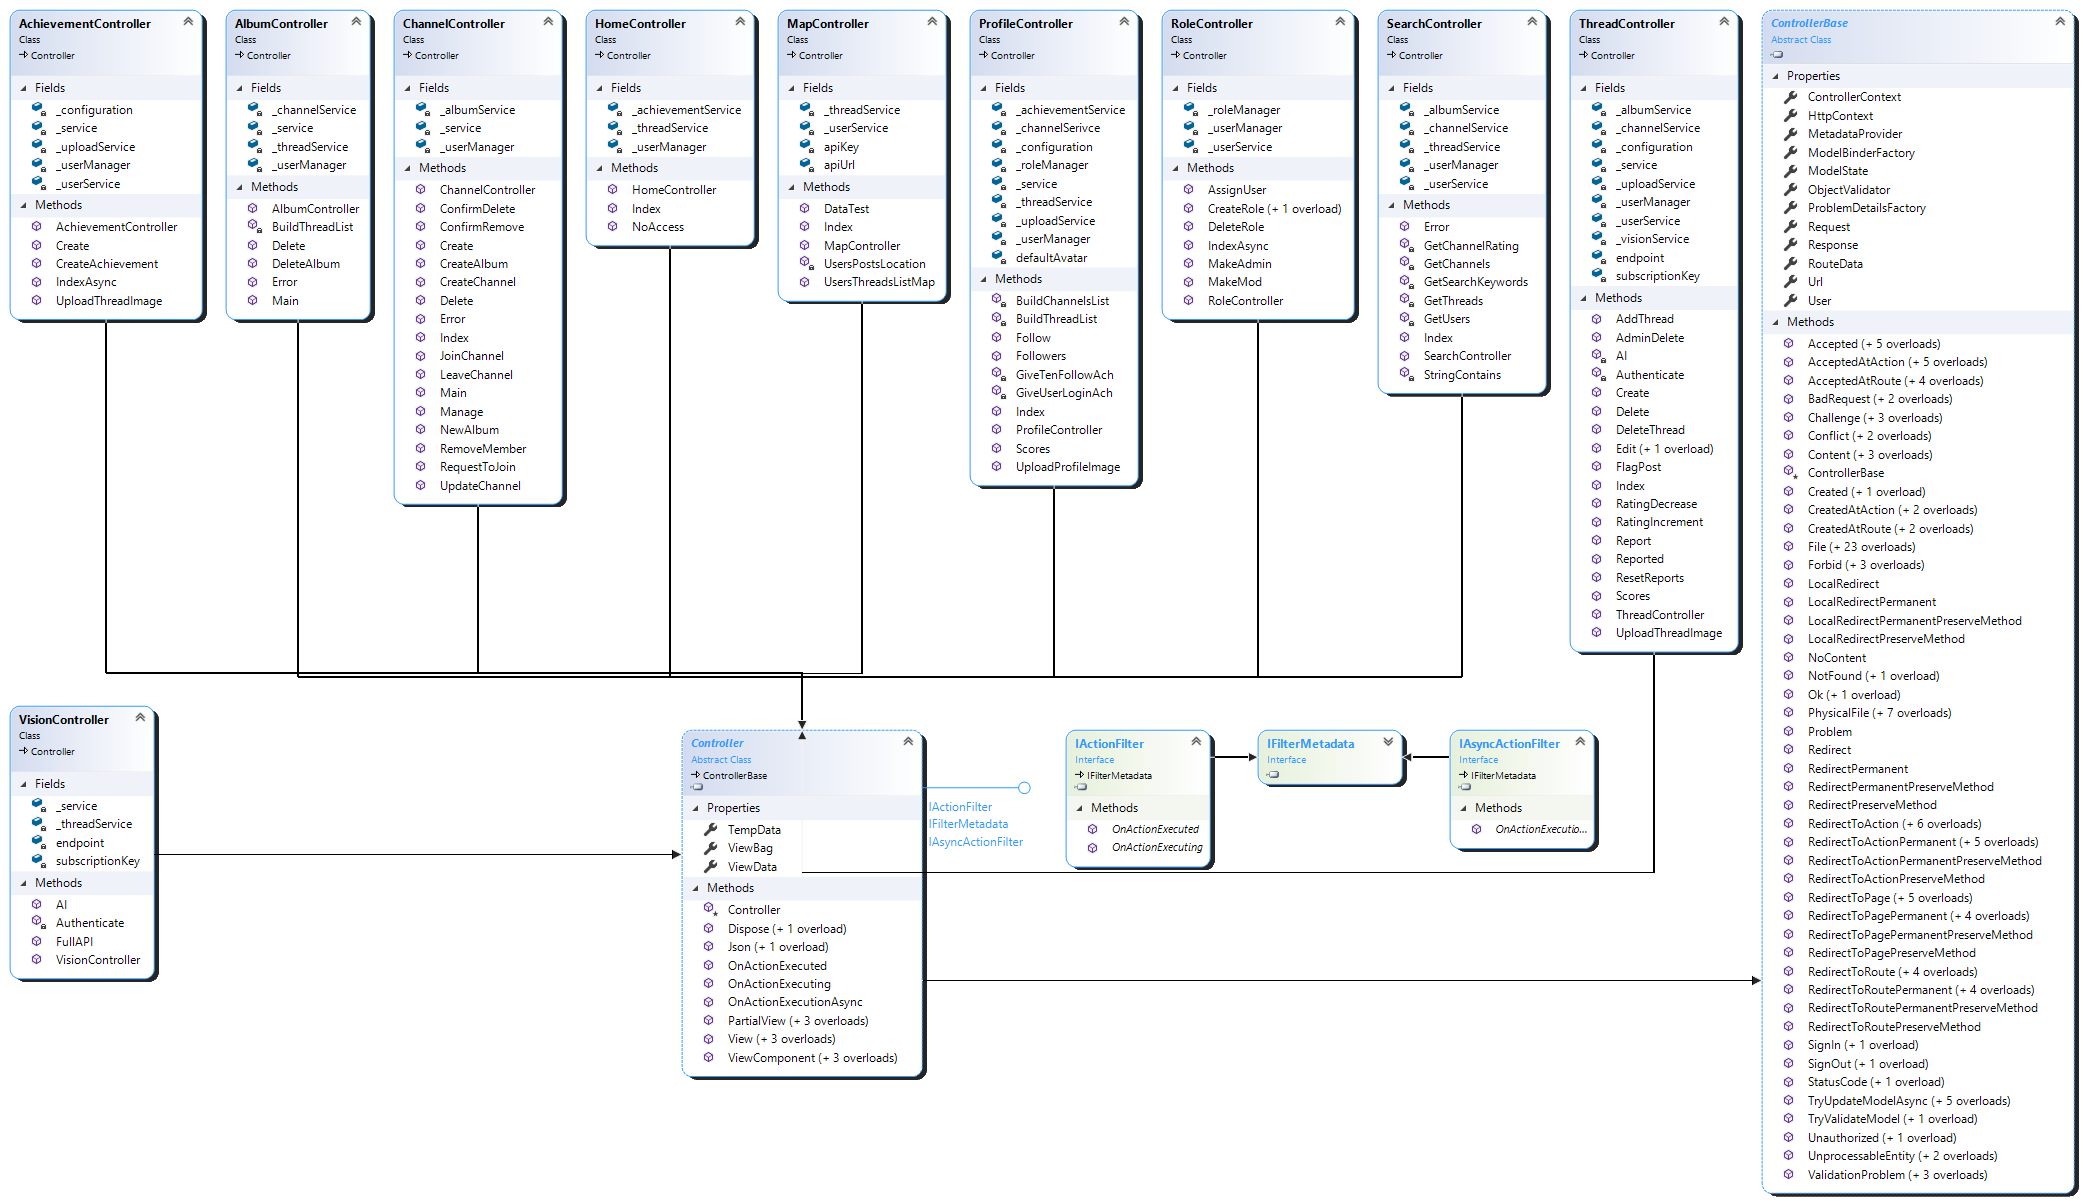 AchievementController
Class
Controller
Fields
_configuration
_service
_uploadService
_userManager
_userService
Methods
AchievementController
Create
CreateAchievement
IndexAsync
UploadThreadImage
AlbumController
Class
Controller
Fields
_channelService
_service
_threadService
_userManager
Methods
AlbumController
BuildThreadList
Delete
DeleteAlbum
Error
Main
ChannelController
Class
Controller
Fields
_albumService
_service
_userManager
Methods
ChannelController
ConfirmDelete
ConfirmRemove
Create
CreateAlbum
CreateChannel
Delete
Error
Index
JoinChannel
LeaveChannel
Main
Manage
NewAlbum
RemoveMember
RequestToJoin
UpdateChannel
HomeController
Class
Controller
Fields
_achievementService
_threadService
_userManager
Methods
HomeController
Index
NoAccess
MapController
Class
Controller
Fields
_threadService
_userService
apiKey
apiUrl
Methods
DataTest
Index
MapController
UsersPostsLocation
UsersThreadsListMap
ProfileController
Class
Controller
Fields
_achievementService
_channelSerivce
_configuration
_roleManager
_service
_threadService
_uploadService
_userManager
defaultAvatar
Methods
BuildChannelsList
BuildThreadList
Follow
Followers
GiveTenFollowAch
GiveUserLoginAch
Index
ProfileController
Scores
UploadProfileImage
RoleController
Class
Controller
Fields
_roleManager
_userManager
_userService
Methods
AssignUser
CreateRole (+ 1 overload)
DeleteRole
IndexAsync
MakeAdmin
MakeMod
RoleController
SearchController
Class
Controller
Fields
_albumService
_channelService
_threadService
_userManager
_userService
Methods
Error
GetChannelRating
GetChannels
GetSearchKeywords
GetThreads
GetUsers
Index
SearchController
StringContains
ThreadController
Class
Controller
Fields
_albumService
_channelService
_configuration
_service
_uploadService
_userManager
_userService
_visionService
endpoint
subscriptionKey
Methods
AddThread
AdminDelete
AI
Authenticate
Create
Delete
DeleteThread
Edit (+ 1 overload)
FlagPost
Index
RatingDecrease
RatingIncrement
Report
Reported
ResetReports
Scores
ThreadController
UploadThreadImage
ControllerBase
Abstract Class
Properties
ControllerContext
HttpContext
MetadataProvider
ModelBinderFactory
ModelState
ObjectValidator
ProblemDetailsFactory
Request
Response
RouteData
Url
User
Methods
Accepted (+ 5 overloads)
AcceptedAtAction (+ 5 overloads)
AcceptedAtRoute (+ 4 overloads)
BadRequest (+ 2 overloads)
Challenge (+ 3 overloads)
Conflict (+ 2 overloads)
Content (+ 3 overloads)
ControllerBase
Created (+ 1 overload)
CreatedAtAction (+ 2 overloads)
CreatedAtRoute (+ 2 overloads)
File (+ 23 overloads)
Forbid (+ 3 overloads)
LocalRedirect
LocalRedirectPermanent
LocalRedirectPermanentPreserveMethod
LocalRedirectPreserveMethod
NoContent
NotFound (+ 1 overload)
Ok (+ 1 overload)
PhysicalFile (+ 7 overloads)
Problem
Redirect
RedirectPermanent
RedirectPermanentPreserveMethod
RedirectPreserveMethod
RedirectToAction (+ 6 overloads)
RedirectToActionPermanent (+ 5 overloads)
RedirectToActionPermanentPreserveMethod
RedirectToActionPreserveMethod
RedirectToPage (+ 5 overloads)
RedirectToPagePermanent (+ 4 overloads)
RedirectToPagePermanentPreserveMethod
RedirectToPagePreserveMethod
RedirectToRoute (+ 4 overloads)
RedirectToRoutePermanent (+ 4 overloads)
RedirectToRoutePermanentPreserveMethod
RedirectToRoutePreserveMethod
SignIn (+ 1 overload)
SignOut (+ 1 overload)
StatusCode (+ 1 overload)
TryUpdateModelAsync (+ 5 overloads)
TryValidateModel (+ 1 overload)
Unauthorized (+ 1 overload)
UnprocessableEntity (+ 2 overloads)
ValidationProblem (+ 3 overloads)
VisionController
Class
Controller
Fields
_service
_threadService
endpoint
subscriptionKey
Methods
AI
Authenticate
FullAPI
VisionController
Controller
Abstract Class
ControllerBase
Properties
TempData
ViewBag
ViewData
Methods
Controller
Dispose (+ 1 overload)
Json (+ 1 overload)
OnActionExecuted
OnActionExecuting
OnActionExecutionAsync
PartialView (+ 3 overloads)
View (+ 3 overloads)
ViewComponent (+ 3 overloads)
IActionFilter
IFilterMetadata
IAsyncActionFilter
IActionFilter
Interface
IFilterMetadata
Methods
OnActionExecuted
OnActionExecuting
IFilterMetadata
Interface
IAsyncActionFilter
Interface
IFilterMetadata
Methods
OnActionExecutio...